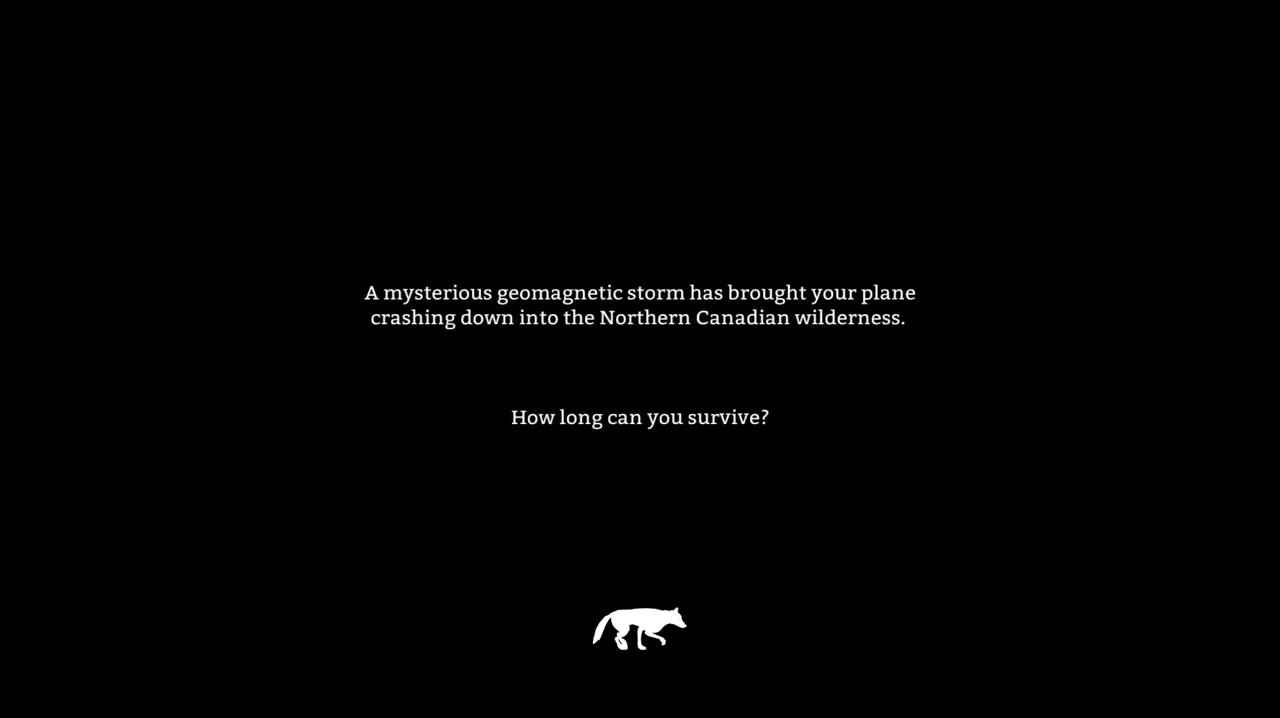 A mysterious geomagnetic storm has brought your plane
crashing down into the Northern Canadian wilderness.
How long can you survive?